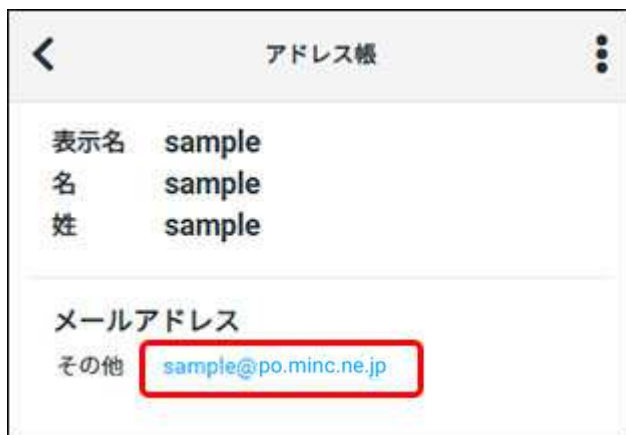 アドレス帳
表示名 sample
名 sample
姓 sample
メールアドレス
その他 sample@po.minc.ne.jp